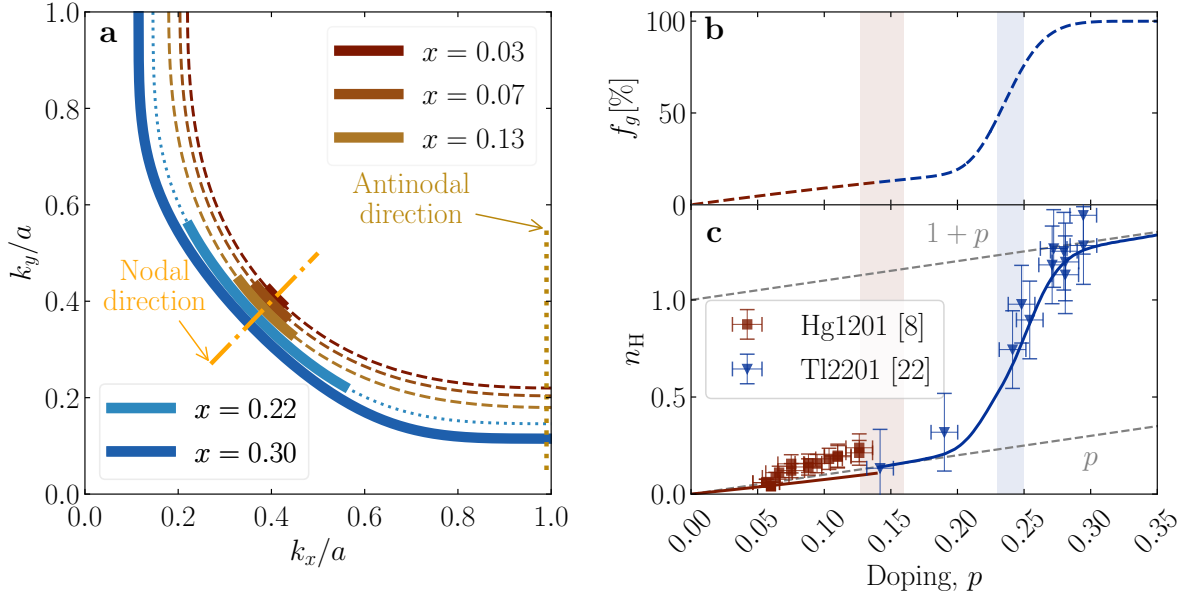 a
1.0
0.8
0.6
0.4
0.2
0.0
k_y/a
0.0
0.2
0.4
0.6
0.8
1.0
k_x/a
x = 0.03
x = 0.07
x = 0.13
Antinodal
direction
Nodal
direction
x = 0.22
x = 0.30
b
100
50
0
f_g[%]
c
1 + p
1.0
0.5
0.0
n_H
Hg1201 [8]
Tl2201 [22]
p
0.00
0.05
0.10
0.15
0.20
0.25
0.30
0.35
Doping, p